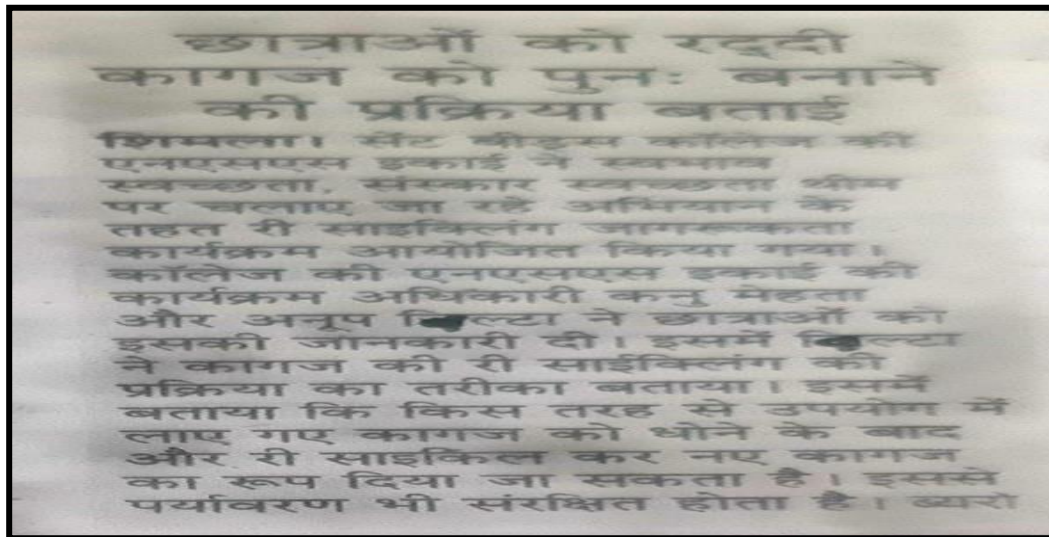 छात्राओं को रद्दी
कागज को पुनः बनाने
की प्रक्रिया बताई
शिमला। सेंट बीड्स कॉलेज की
एनएसएस इकाई ने स्वभाव
स्वच्छता, संस्कार स्वच्छता थीम
पर चलाए जा रहे अभियान के
तहत री साइक्लिंग जागरूकता
कार्यक्रम आयोजित किया गया।
कॉलेज की एनएसएस इकाई की
कार्यक्रम अधिकारी कनु मेहता
और अनूप ने छात्राओं को
इसकी जानकारी दी। इसमें
ने कागज की री साईक्लिंग की
प्रक्रिया का तरीका बताया। इसमें
बताया कि किस तरह से उपयोग में
लाए गए कागज को धोने के बाद
और री साइकिल कर नए कागज
का रूप दिया जा सकता है। इससे
पर्यावरण भी संरक्षित होता है। ब्यूरो